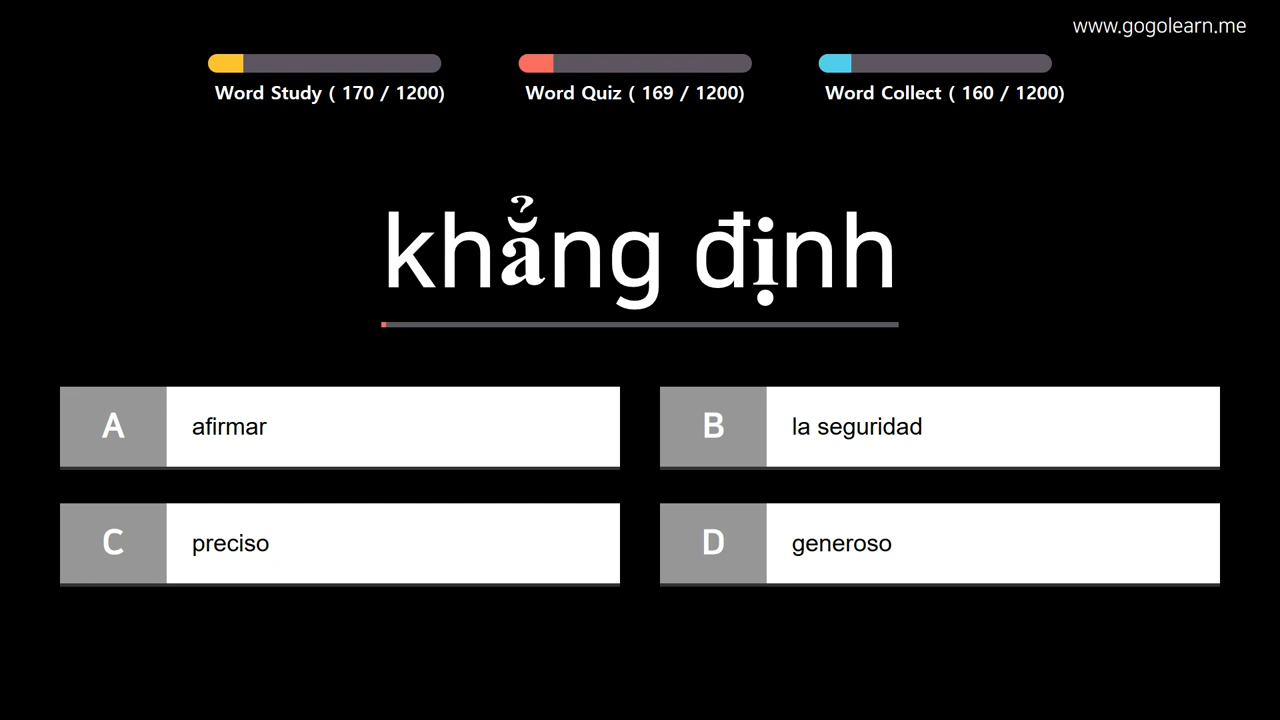 www.gogolearn.me
Word Study ( 170 / 1200)
Word Quiz ( 169 / 1200)
Word Collect ( 160 / 1200)
khẳng định
A afirmar
B la seguridad
C preciso
D generoso